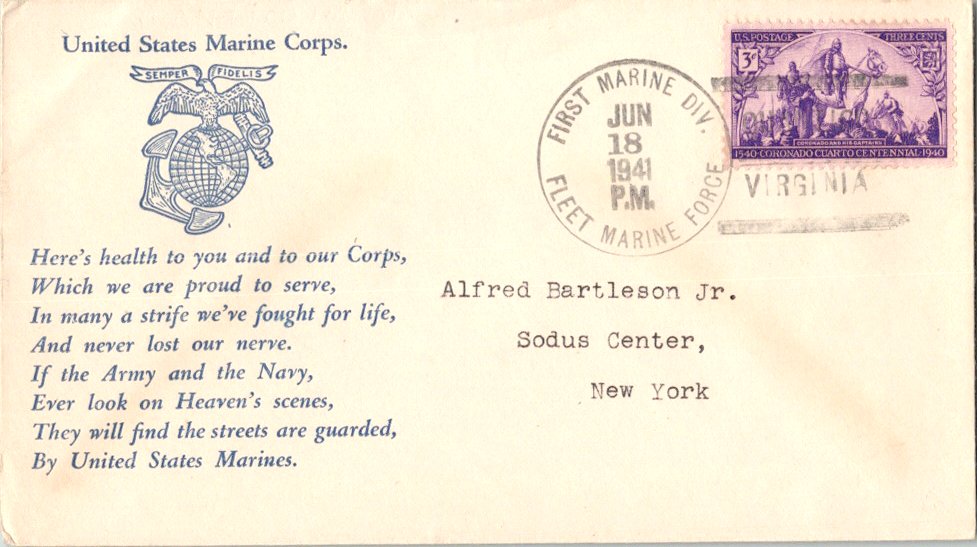 United States Marine Corps.
SEMPER FIDELIS
Here's health to you and to our Corps,
Which we are proud to serve,
In many a strife we've fought for life,
And never lost our nerve.
If the Army and the Navy,
Ever look on Heaven's scenes,
They will find the streets are guarded,
By United States Marines.
FIRST MARINE DIV.
JUN
18
1941
P.M.
FLEET MARINE FORCE
U.S. POSTAGE THREE CENTS
3¢
CORONADO AND HIS CAPTAINS
1540·CORONADO CUARTO CENTENNIAL·1940
VIRGINIA
Alfred Bartleson Jr.
Sodus Center,
New York